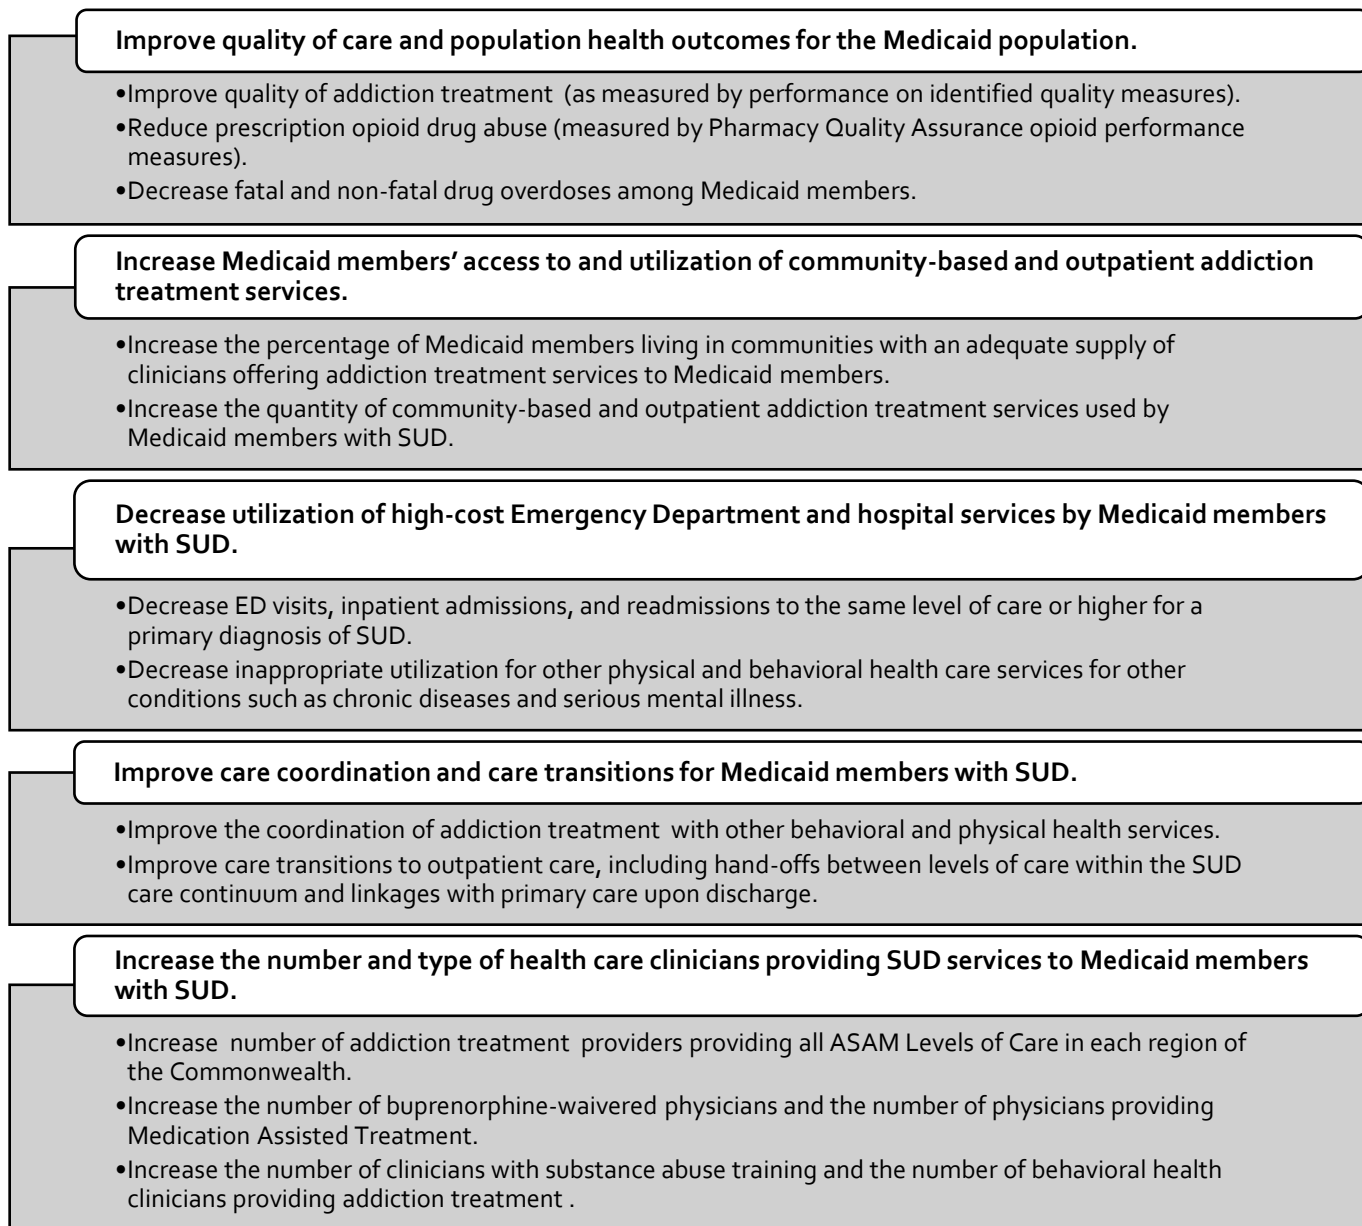 Improve quality of care and population health outcomes for the Medicaid population.
•Improve quality of addiction treatment (as measured by performance on identified quality measures).
•Reduce prescription opioid drug abuse (measured by Pharmacy Quality Assurance opioid performance
measures).
•Decrease fatal and non-fatal drug overdoses among Medicaid members.
Increase Medicaid members’ access to and utilization of community-based and outpatient addiction
treatment services.
•Increase the percentage of Medicaid members living in communities with an adequate supply of
clinicians offering addiction treatment services to Medicaid members.
•Increase the quantity of community-based and outpatient addiction treatment services used by
Medicaid members with SUD.
Decrease utilization of high-cost Emergency Department and hospital services by Medicaid members
with SUD.
•Decrease ED visits, inpatient admissions, and readmissions to the same level of care or higher for a
primary diagnosis of SUD.
•Decrease inappropriate utilization for other physical and behavioral health care services for other
conditions such as chronic diseases and serious mental illness.
Improve care coordination and care transitions for Medicaid members with SUD.
•Improve the coordination of addiction treatment with other behavioral and physical health services.
•Improve care transitions to outpatient care, including hand-offs between levels of care within the SUD
care continuum and linkages with primary care upon discharge.
Increase the number and type of health care clinicians providing SUD services to Medicaid members
with SUD.
•Increase number of addiction treatment providers providing all ASAM Levels of Care in each region of
the Commonwealth.
•Increase the number of buprenorphine-waivered physicians and the number of physicians providing
Medication Assisted Treatment.
•Increase the number of clinicians with substance abuse training and the number of behavioral health
clinicians providing addiction treatment .